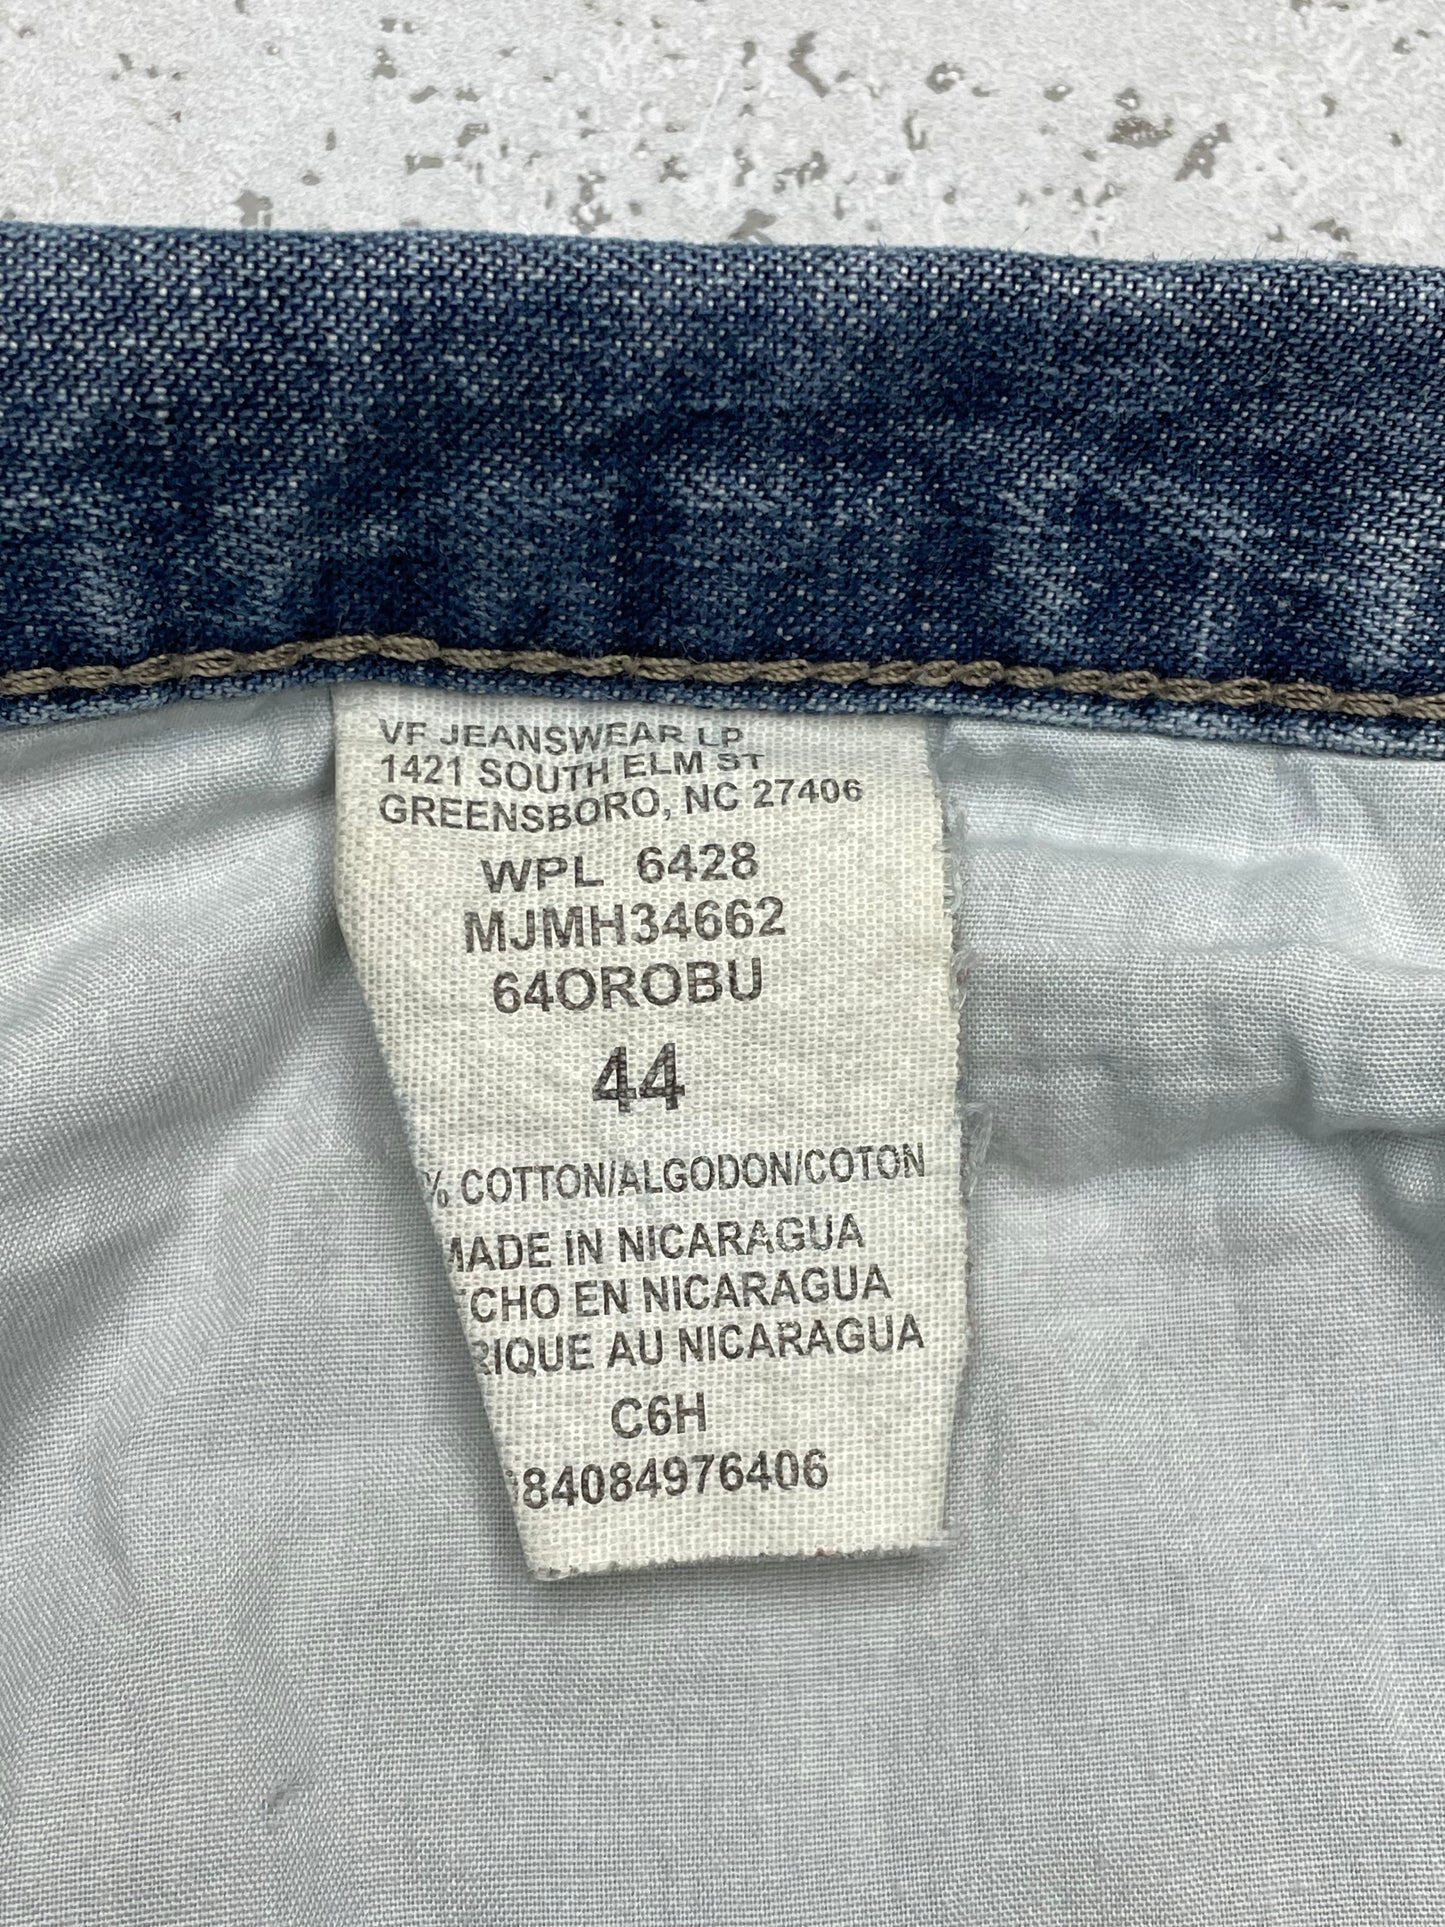 VF JEANSWEAR LP
1421 SOUTH ELM ST
GREENSBORO, NC 27406
WPL 6428
MJMH34662
64OROBU
44
% COTTON/ALGODON/COTON
MADE IN NICARAGUA
CHO EN NICARAGUA
RIQUE AU NICARAGUA
C6H
84084976406